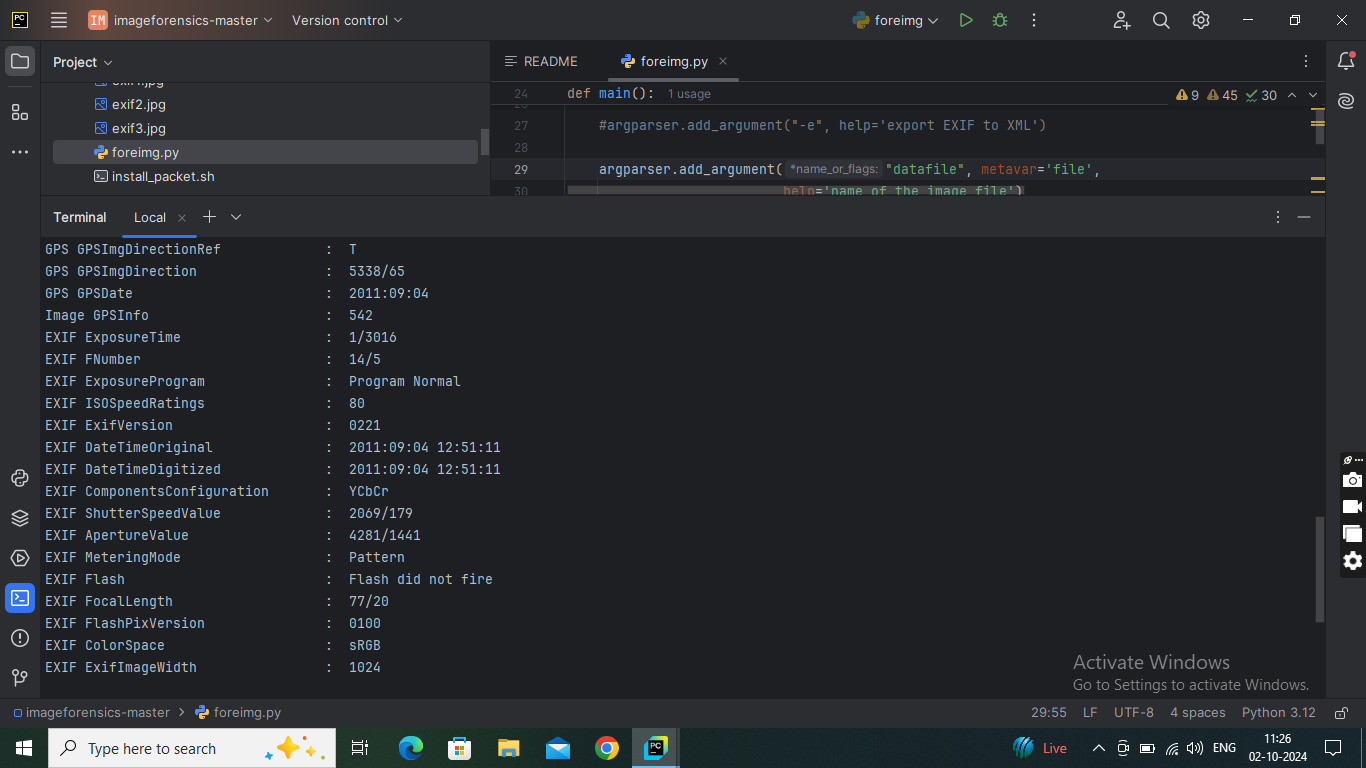 PC
IM imageforensics-master Version control foreimg
Project
README foreimg.py
24 def main(): 1 usage
9 45 30
exif2.jpg
27 #argparser.add_argument("-e", help='export EXIF to XML')
exif3.jpg
28
foreimg.py
29 argparser.add_argument( *name_or_flags: "datafile", metavar='file',
install_packet.sh
30 help='name of the image file')
Terminal Local
GPS GPSImgDirectionRef : T
GPS GPSImgDirection : 5338/65
GPS GPSDate : 2011:09:04
Image GPSInfo : 542
EXIF ExposureTime : 1/3016
EXIF FNumber : 14/5
EXIF ExposureProgram : Program Normal
EXIF ISOSpeedRatings : 80
EXIF ExifVersion : 0221
EXIF DateTimeOriginal : 2011:09:04 12:51:11
EXIF DateTimeDigitized : 2011:09:04 12:51:11
EXIF ComponentsConfiguration : YCbCr
EXIF ShutterSpeedValue : 2069/179
EXIF ApertureValue : 4281/1441
EXIF MeteringMode : Pattern
EXIF Flash : Flash did not fire
EXIF FocalLength : 77/20
EXIF FlashPixVersion : 0100
EXIF ColorSpace : sRGB
EXIF ExifImageWidth : 1024
Activate Windows
Go to Settings to activate Windows.
imageforensics-master > foreimg.py
29:55 LF UTF-8 4 spaces Python 3.12
Type here to search
PC
Live
ENG
11:26
02-10-2024